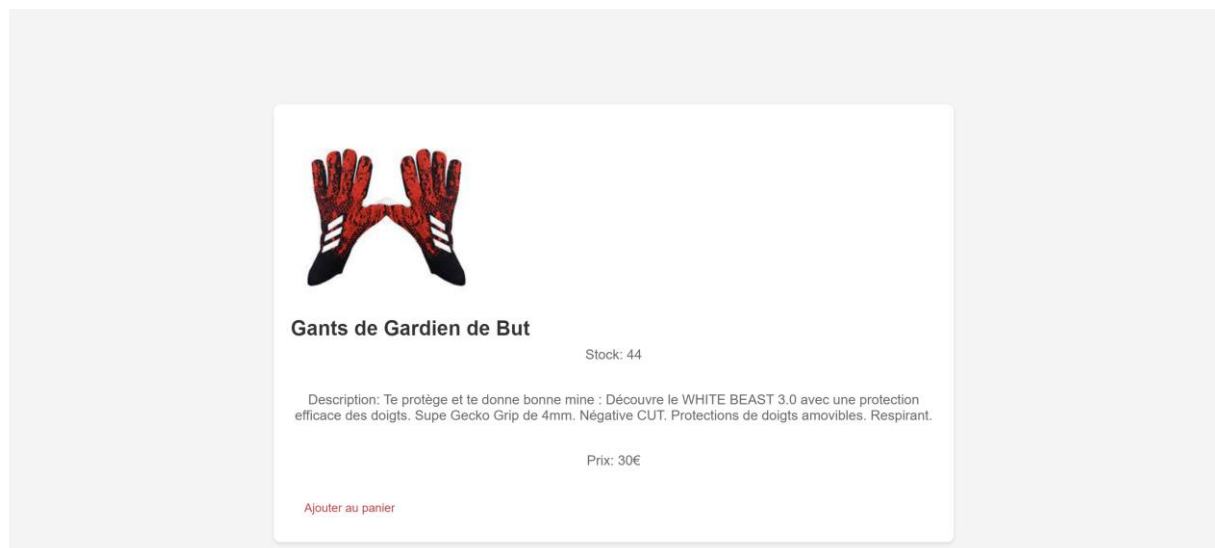 Gants de Gardien de But
Stock: 44
Description: Te protège et te donne bonne mine : Découvre le WHITE BEAST 3.0 avec une protection
efficace des doigts. Supe Gecko Grip de 4mm. Négative CUT. Protections de doigts amovibles. Respirant.
Prix: 30€
Ajouter au panier